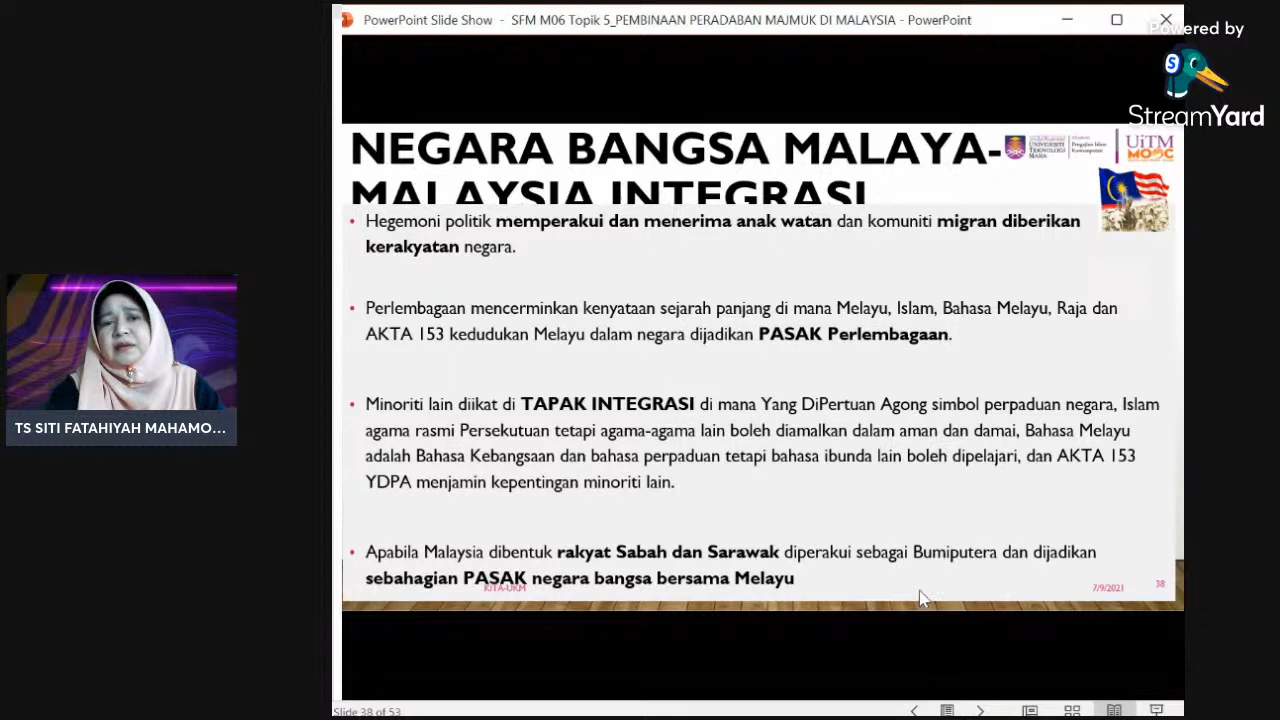 PowerPoint Slide Show - SFM M06 Topik 5_PEMBINAAN PERADABAN MAJMUK DI MALAYSIA - PowerPoint
Powered by
StreamYard
NEGARA BANGSA MALAYA-
MALAYSIA INTEGRASI
UNIVERSITI
TEKNOLOGI
MARA
UiTM
MOOC
• Hegemoni politik memperakui dan menerima anak watan dan komuniti migran diberikan
kerakyatan negara.
• Perlembagaan mencerminkan kenyataan sejarah panjang di mana Melayu, Islam, Bahasa Melayu, Raja dan
AKTA 153 kedudukan Melayu dalam negara dijadikan PASAK Perlembagaan.
• Minoriti lain diikat di TAPAK INTEGRASI di mana Yang DiPertuan Agong simbol perpaduan negara, Islam
agama rasmi Persekutuan tetapi agama-agama lain boleh diamalkan dalam aman dan damai, Bahasa Melayu
adalah Bahasa Kebangsaan dan bahasa perpaduan tetapi bahasa ibunda lain boleh dipelajari, dan AKTA 153
YDPA menjamin kepentingan minoriti lain.
• Apabila Malaysia dibentuk rakyat Sabah dan Sarawak diperakui sebagai Bumiputera dan dijadikan
sebahagian PASAK negara bangsa bersama Melayu
KITA-UKM
7/9/2021
38
TS SITI FATAHIYAH MAHAMO...
Slide 38 of 53